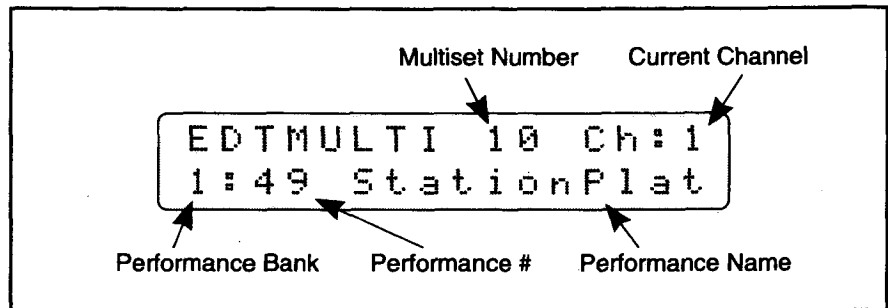 Multiset Number Current Channel
EDTMULTI 10 Ch:1
1:49 StationPlat
Performance Bank Performance # Performance Name